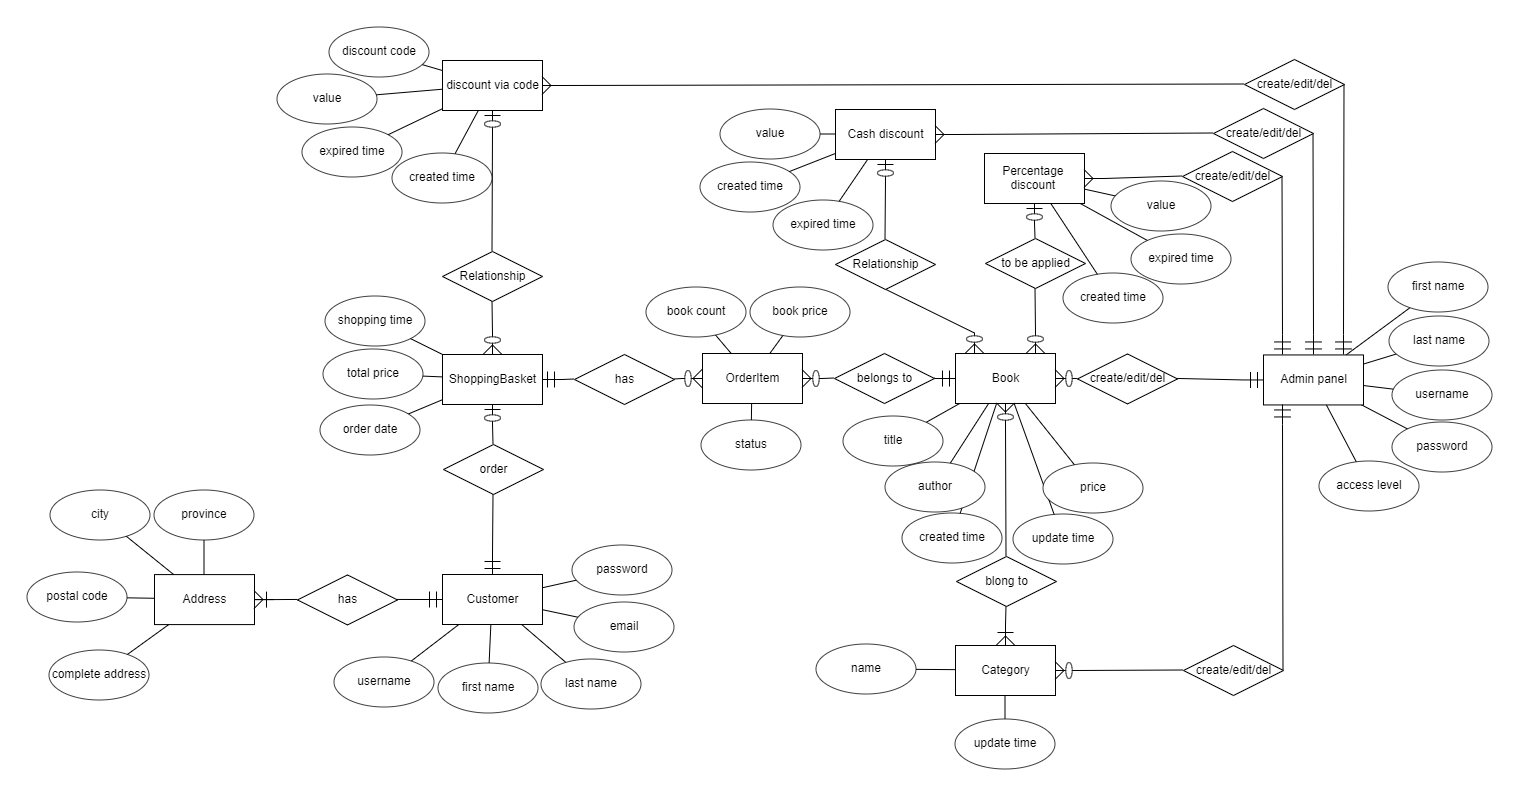 discount code
discount via code
create/edit/del
value
Cash discount
value
create/edit/del
expired time
created time
Percentage
discount
create/edit/del
created time
value
expired time
expired time
to be applied
Relationship
Relationship
created time
first name
shopping time
book count
book price
last name
total price
ShoppingBasket
has
OrderItem
belongs to
Book
create/edit/del
Admin panel
username
order date
title
status
password
order
author
price
access level
city
province
created time
update time
password
postal code
Address
has
Customer
blong to
email
complete address
username
first name
last name
name
Category
create/edit/del
update time